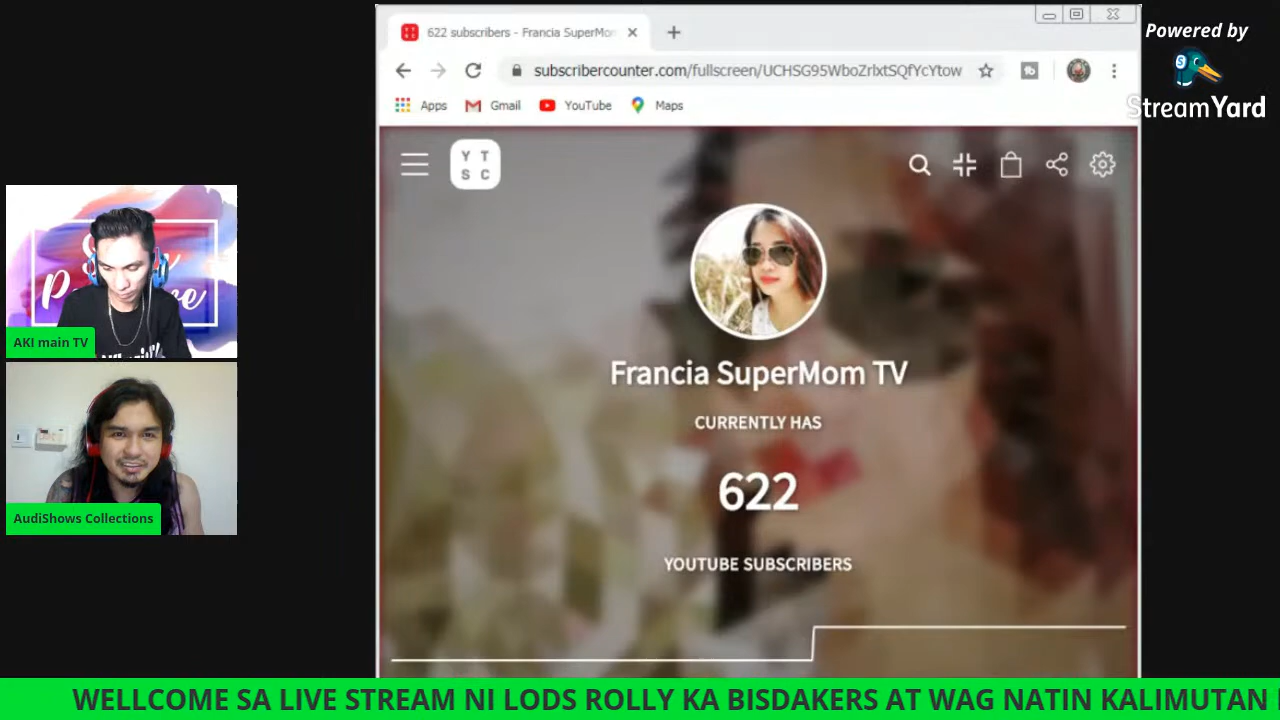 622 subscribers - Francia SuperMo
Powered by
StreamYard
subscribercounter.com/fullscreen/UCHSG95WboZrlxtSQfYcYtow
Apps
Gmail
YouTube
Maps
Y T
S C
AKI main TV
AudiShows Collections
Francia SuperMom TV
CURRENTLY HAS
622
YOUTUBE SUBSCRIBERS
WELLCOME SA LIVE STREAM NI LODS ROLLY KA BISDAKERS AT WAG NATIN KALIMUTAN